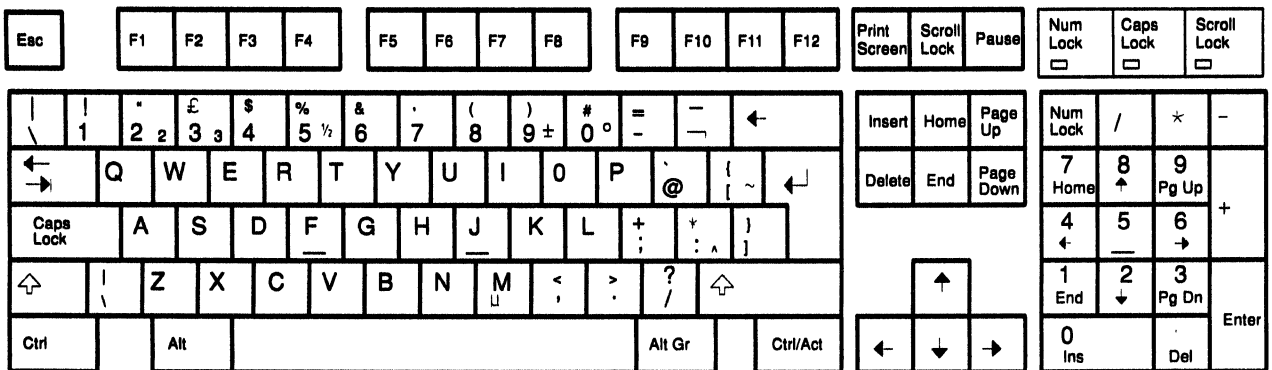 Esc F1 F2 F3 F4 F5 F6 F7 F8 F9 F10 F11 F12 Print Screen Scroll Lock Pause Num Lock Caps Lock Scroll Lock
| ! " £ $ % & ' ( ) # = — ←
\ 1 2 2 3 3 4 5 ½ 6 7 8 9 ± 0 º - ¬
Insert Home Page Up Num Lock / * -
Q W E R T Y U I O P ` @ { [ ~ ↵
Delete End Page Down 7 Home 8 ↑ 9 Pg Up +
Caps Lock A S D F G H J K L + ; * : ^ } ]
4 ← 5 6 →
⇧ | \ Z X C V B N M < , > . ? / ⇧
↑ 1 End 2 ↓ 3 Pg Dn Enter
Ctrl Alt Alt Gr Ctrl/Act
← ↓ → 0 Ins . Del